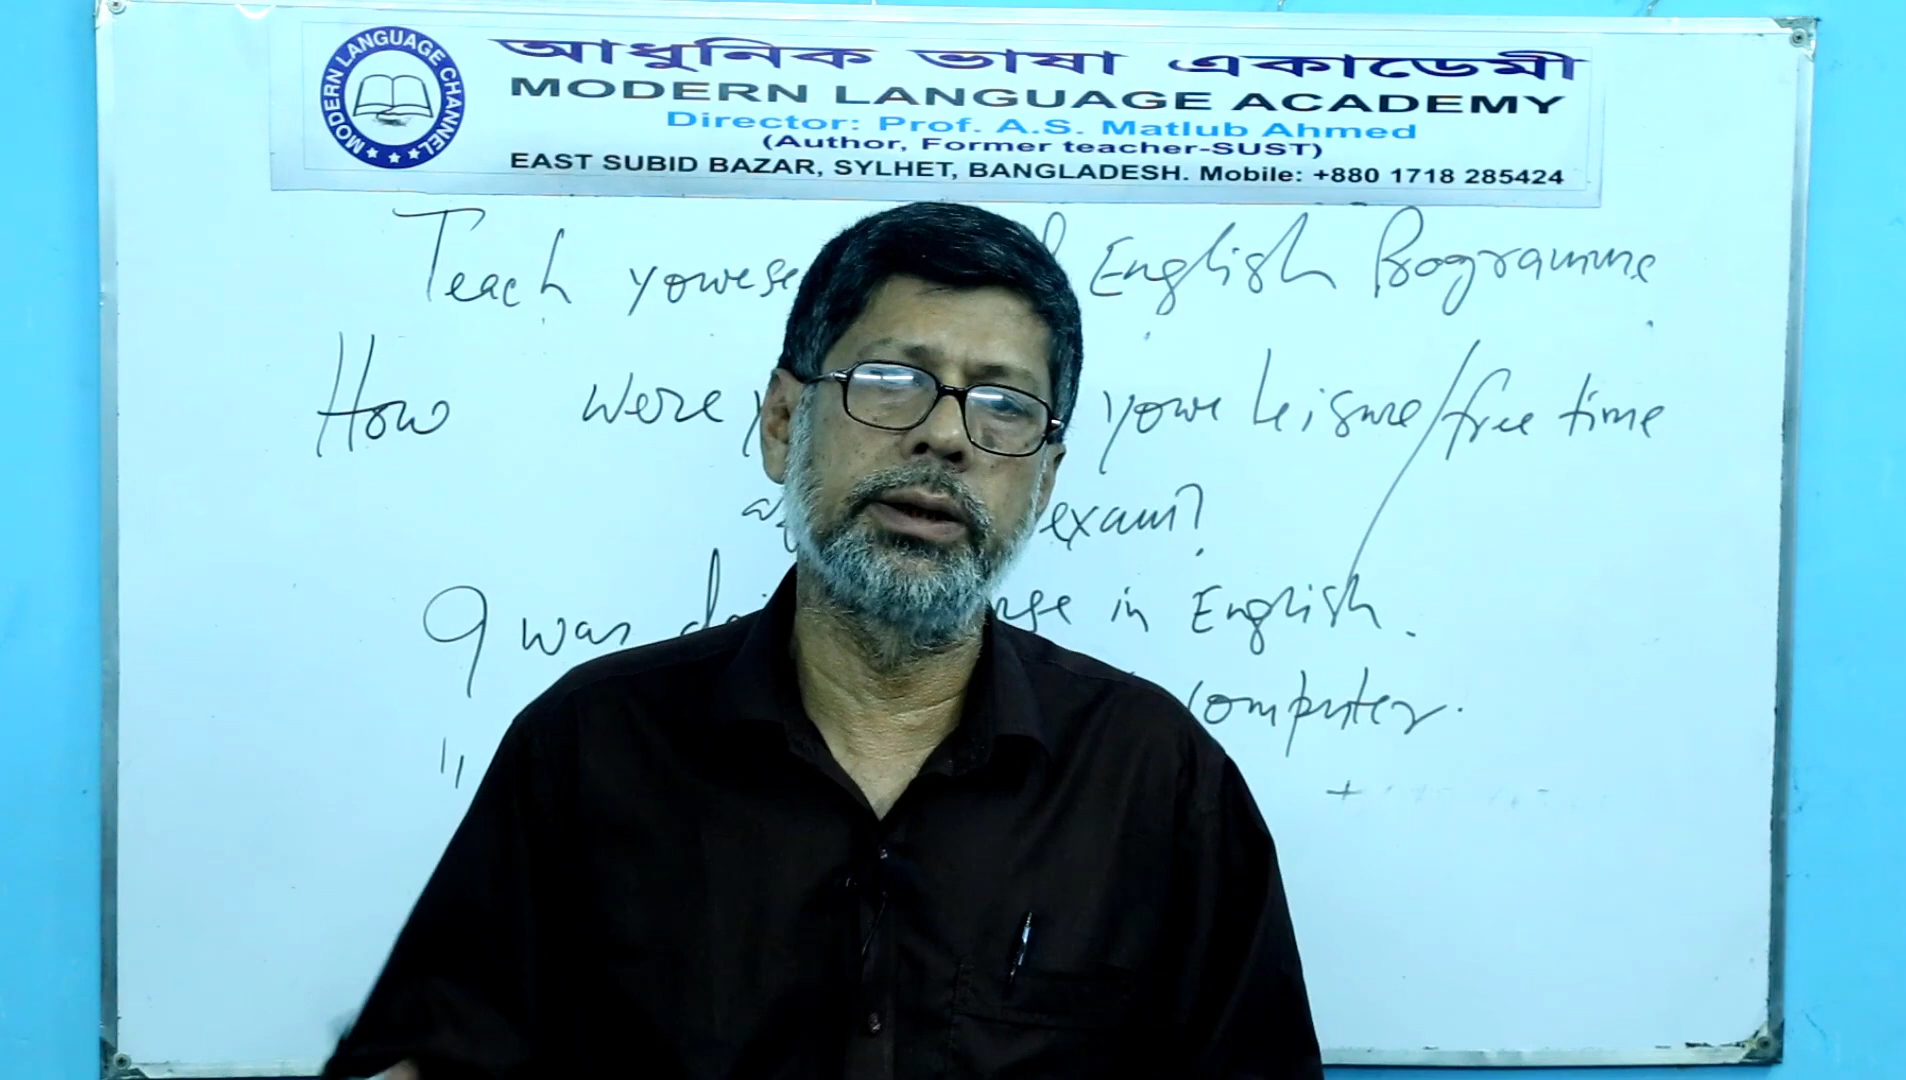 MODERN LANGUAGE CHANNEL
আধুনিক ভাষা একাডেমী
MODERN LANGUAGE ACADEMY
Director: Prof. A.S. Matlub Ahmed
(Author, Former teacher-SUST)
EAST SUBID BAZAR, SYLHET, BANGLADESH. Mobile: +880 1718 285424
Teach English Programme
How were your leisure/free time
exam?
I was in English.
computer.
"